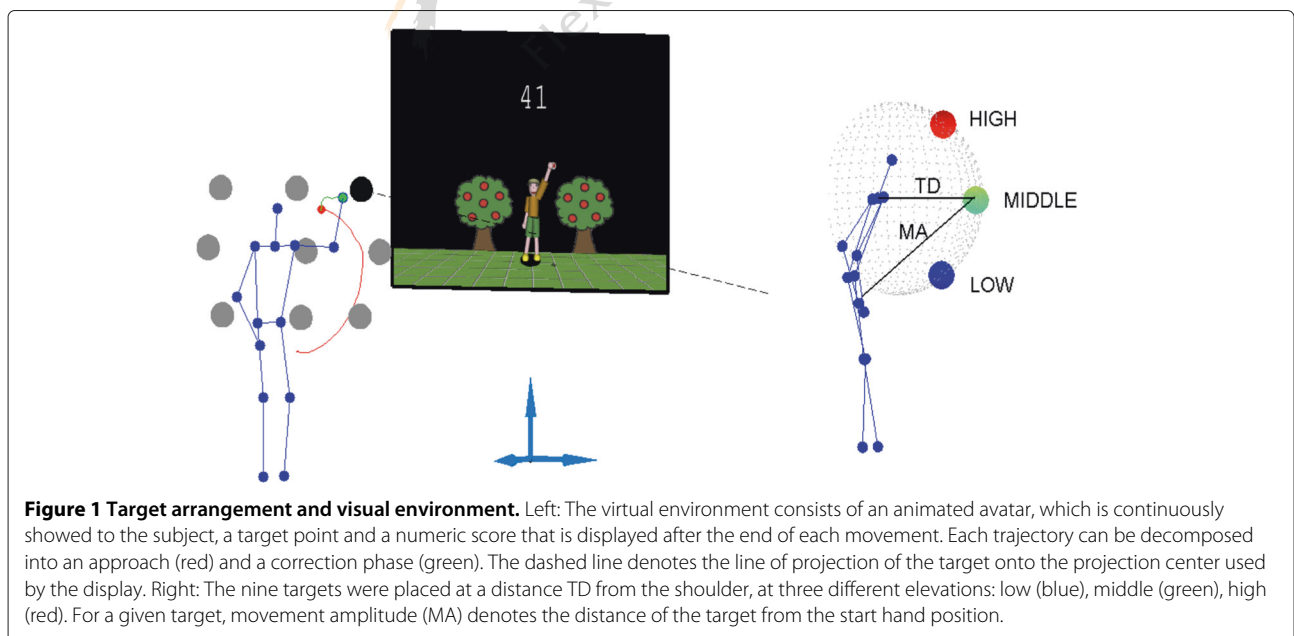 Flex
41
HIGH
TD
MIDDLE
MA
LOW
Figure 1 Target arrangement and visual environment. Left: The virtual environment consists of an animated avatar, which is continuously
showed to the subject, a target point and a numeric score that is displayed after the end of each movement. Each trajectory can be decomposed
into an approach (red) and a correction phase (green). The dashed line denotes the line of projection of the target onto the projection center used
by the display. Right: The nine targets were placed at a distance TD from the shoulder, at three different elevations: low (blue), middle (green), high
(red). For a given target, movement amplitude (MA) denotes the distance of the target from the start hand position.